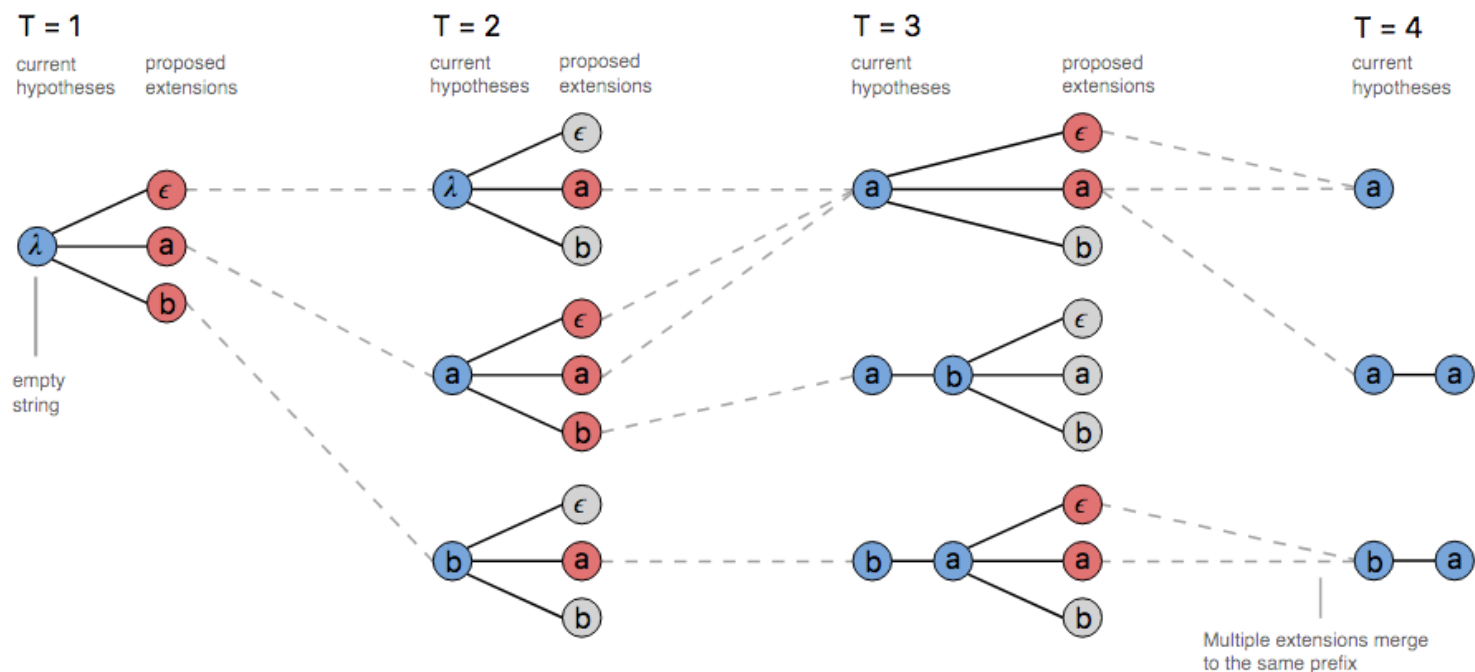 T = 1 T = 2 T = 3 T = 4
current hypotheses proposed extensions current hypotheses proposed extensions current hypotheses proposed extensions current hypotheses
ϵ ϵ
λ ϵ λ a a a a
λ a b b
b ϵ ϵ
a a a b a a a
b b
ϵ ϵ
b a b a a b a
b b
empty
string
Multiple extensions merge
to the same prefix